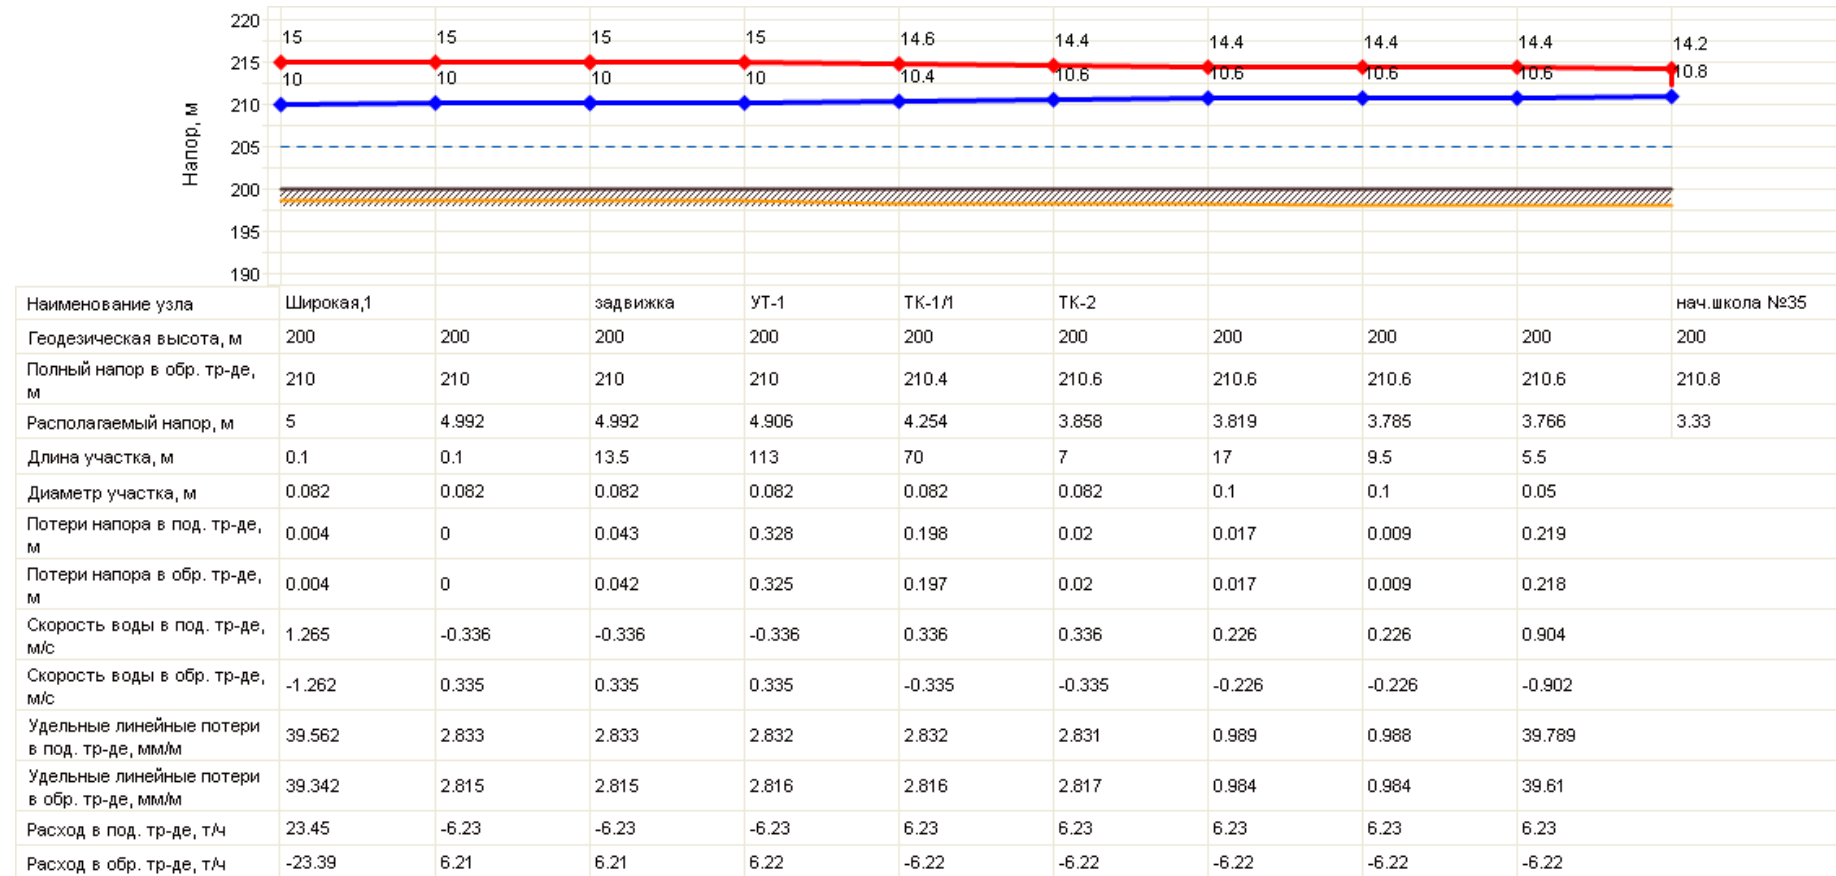 220
15 15 15 15 14.6 14.4 14.4 14.4 14.4 14.2
215
10 10 10 10 10.4 10.6 10.6 10.6 10.6 10.8
210
Напор, м
205
200
195
190
Наименование узла Широкая,1 задвижка УТ-1 ТК-1/1 ТК-2 нач.школа №35
Геодезическая высота, м 200 200 200 200 200 200 200 200 200 200
Полный напор в обр. тр-де,
м 210 210 210 210 210.4 210.6 210.6 210.6 210.6 210.8
Располагаемый напор, м 5 4.992 4.992 4.906 4.254 3.858 3.819 3.785 3.766 3.33
Длина участка, м 0.1 0.1 13.5 113 70 7 17 9.5 5.5
Диаметр участка, м 0.082 0.082 0.082 0.082 0.082 0.082 0.1 0.1 0.05
Потери напора в под. тр-де,
м 0.004 0 0.043 0.328 0.198 0.02 0.017 0.009 0.219
Потери напора в обр. тр-де,
м 0.004 0 0.042 0.325 0.197 0.02 0.017 0.009 0.218
Скорость воды в под. тр-де,
м/с 1.265 -0.336 -0.336 -0.336 0.336 0.336 0.226 0.226 0.904
Скорость воды в обр. тр-де,
м/с -1.262 0.335 0.335 0.335 -0.335 -0.335 -0.226 -0.226 -0.902
Удельные линейные потери
в под. тр-де, мм/м 39.562 2.833 2.833 2.832 2.832 2.831 0.989 0.988 39.789
Удельные линейные потери
в обр. тр-де, мм/м 39.342 2.815 2.815 2.816 2.816 2.817 0.984 0.984 39.61
Расход в под. тр-де, т/ч 23.45 -6.23 -6.23 -6.23 6.23 6.23 6.23 6.23 6.23
Расход в обр. тр-де, т/ч -23.39 6.21 6.21 6.22 -6.22 -6.22 -6.22 -6.22 -6.22